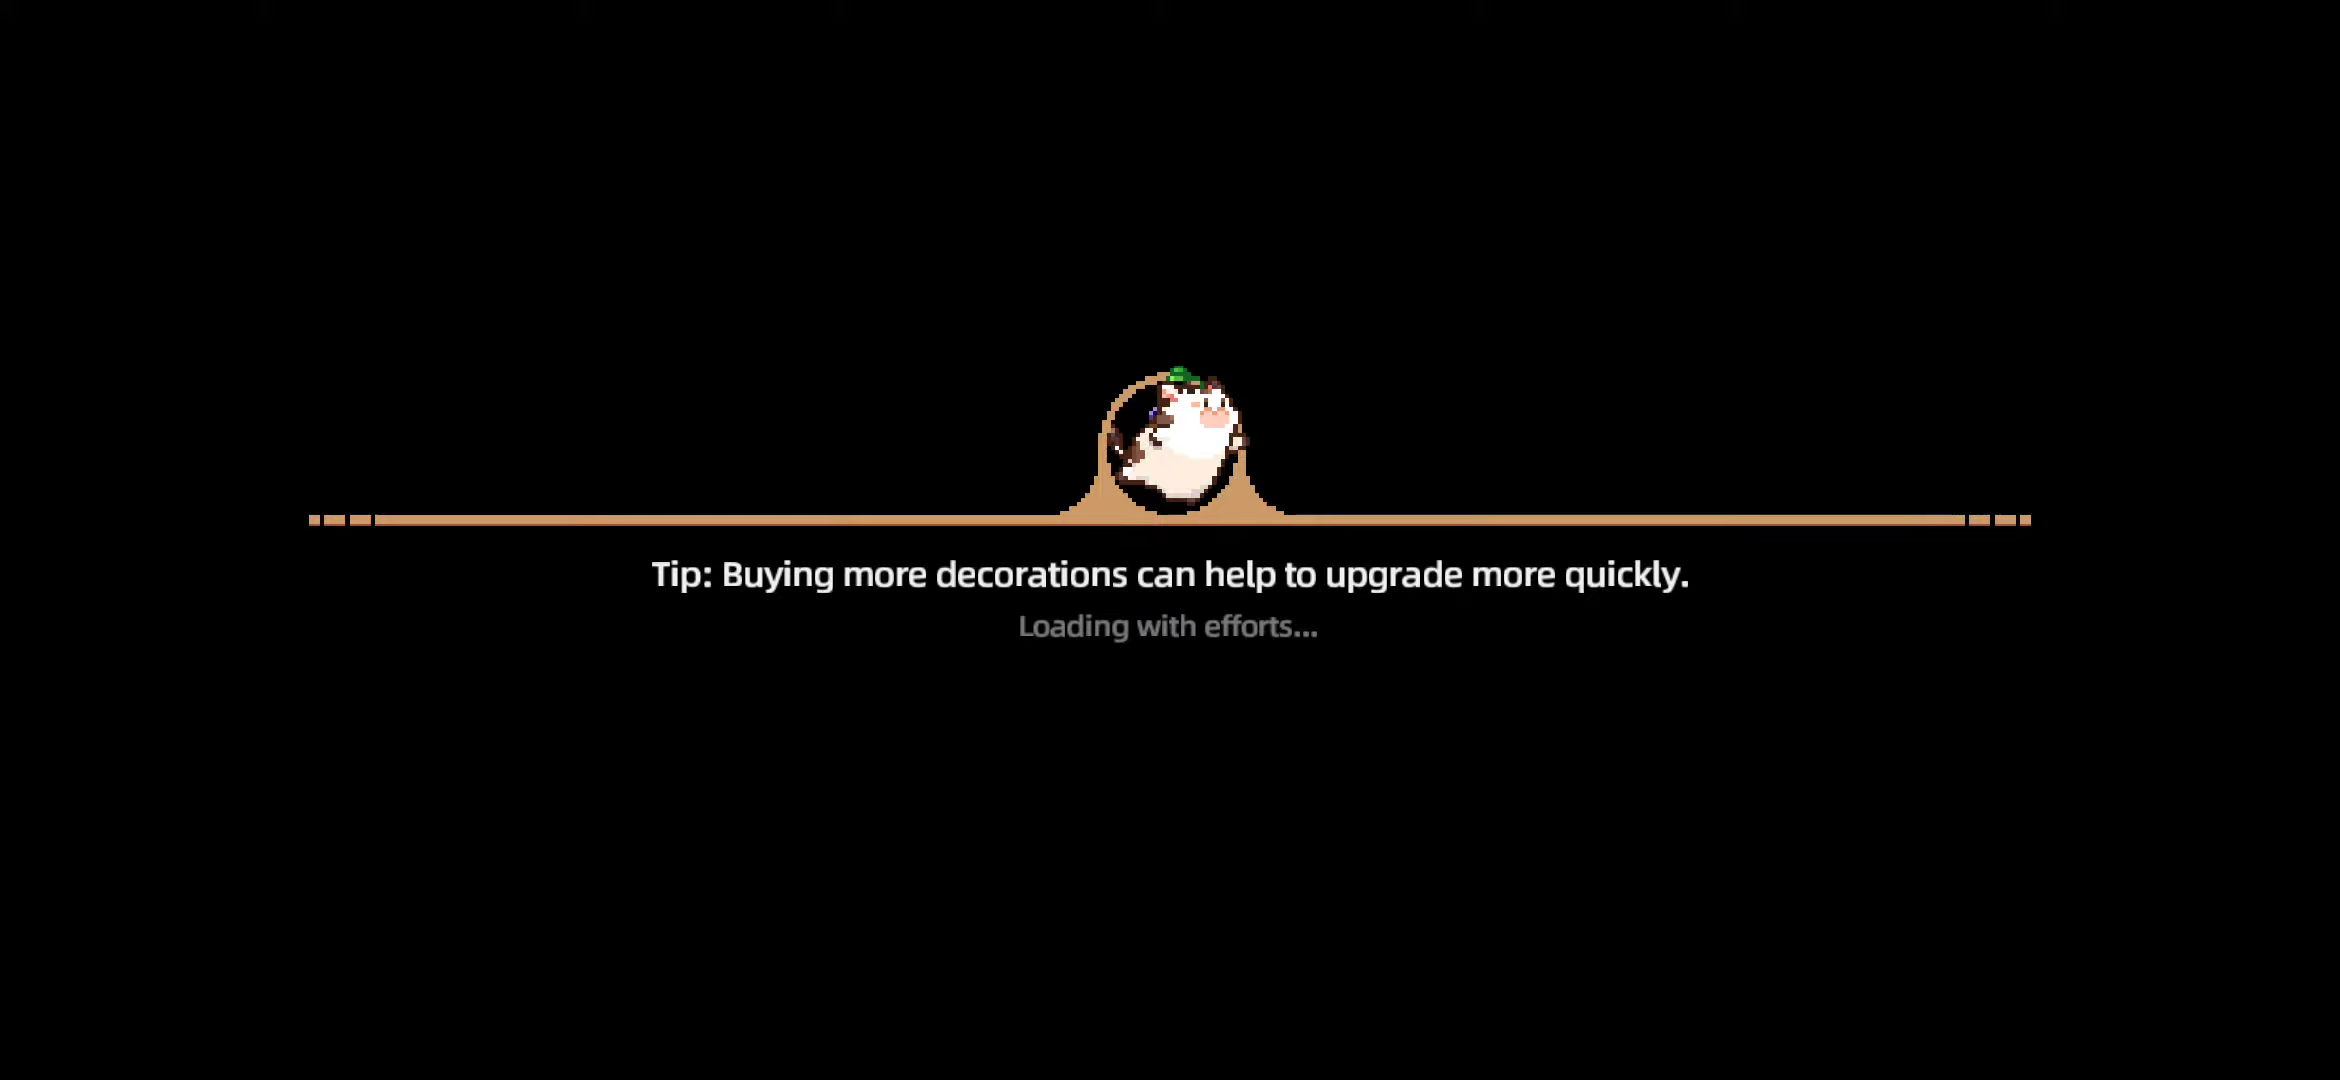 Tip: Buying more decorations can help to upgrade more quickly.
Loading with efforts...